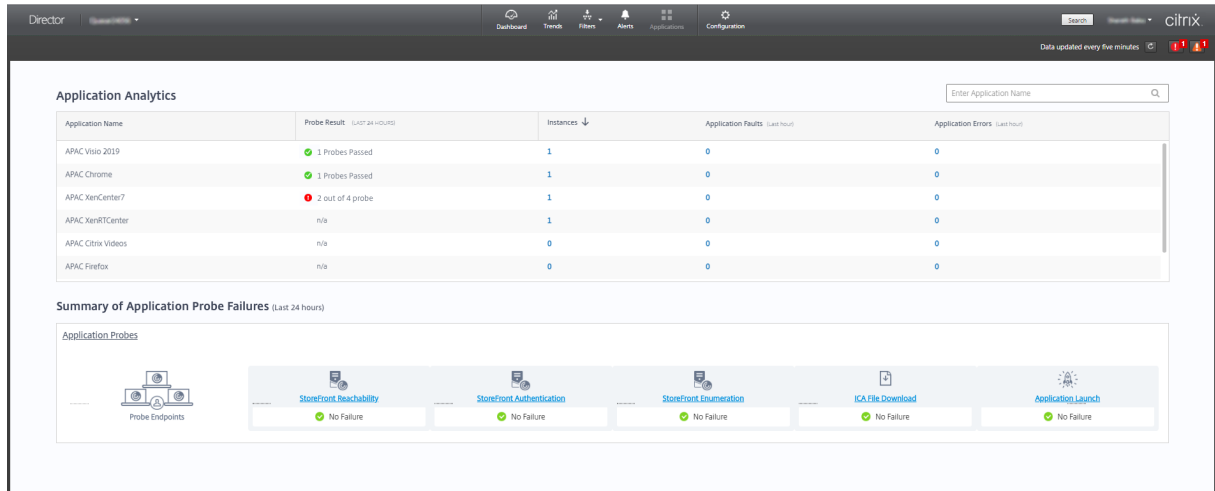 Director
Dashboard
Trends
Filters
Alerts
Applications
Configuration
Search
citrix
Data updated every five minutes
1
1
Application Analytics
Enter Application Name
Application Name Probe Result (LAST 24 HOURS) Instances Application Faults (Last hour) Application Errors (Last hour)
APAC Visio 2019 1 Probes Passed 1 0 0
APAC Chrome 1 Probes Passed 1 0 0
APAC XenCenter7 2 out of 4 probe 1 0 0
APAC XenRTCenter n/a 1 0 0
APAC Citrix Videos n/a 0 0 0
APAC Firefox n/a 0 0 0
Summary of Application Probe Failures (Last 24 hours)
Application Probes
Probe Endpoints
StoreFront Reachability
No Failure
StoreFront Authentication
No Failure
StoreFront Enumeration
No Failure
ICA File Download
No Failure
Application Launch
No Failure